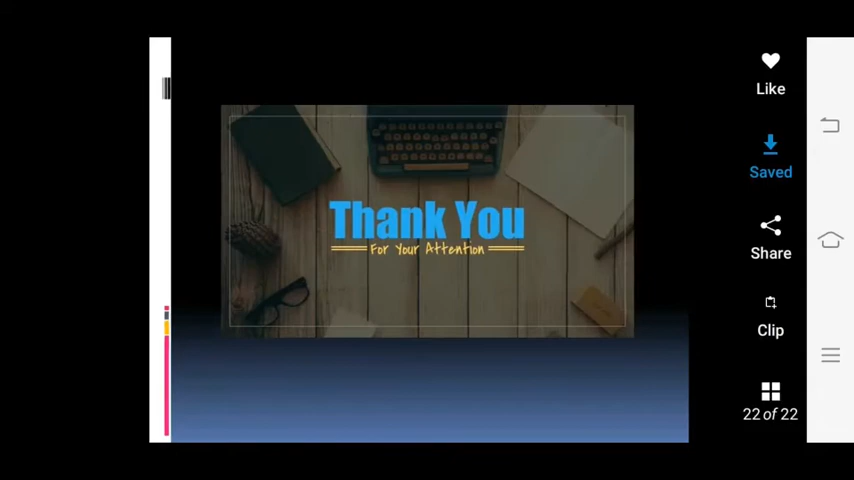 Thank You
For Your Attention
Like
Saved
Share
Clip
22 of 22